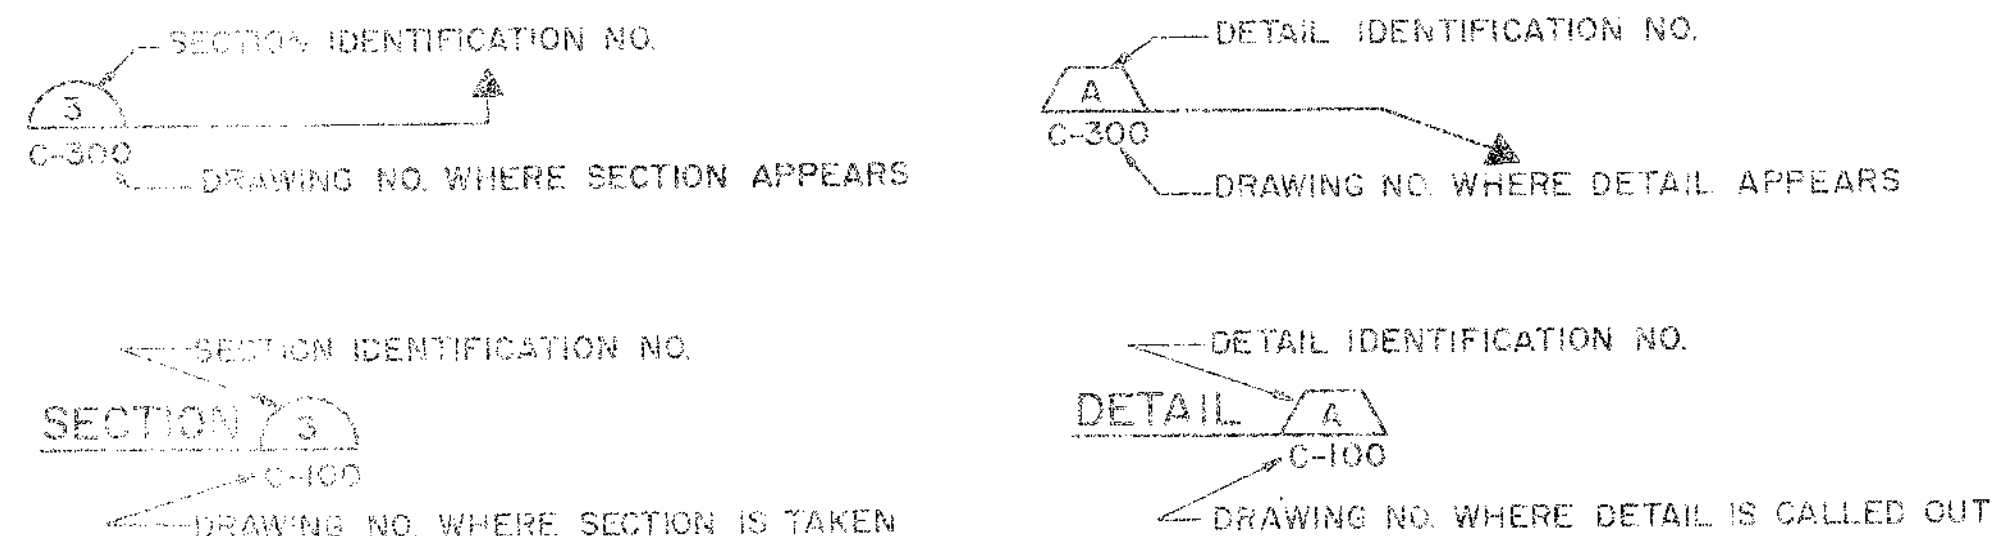 SECTION IDENTIFICATION NO.
3
C-300
DRAWING NO. WHERE SECTION APPEARS
DETAIL IDENTIFICATION NO.
A
C-300
DRAWING NO. WHERE DETAIL APPEARS
SECTION IDENTIFICATION NO.
SECTION 3
C-100
DRAWING NO. WHERE SECTION IS TAKEN
DETAIL IDENTIFICATION NO.
DETAIL A
C-100
DRAWING NO. WHERE DETAIL IS CALLED OUT